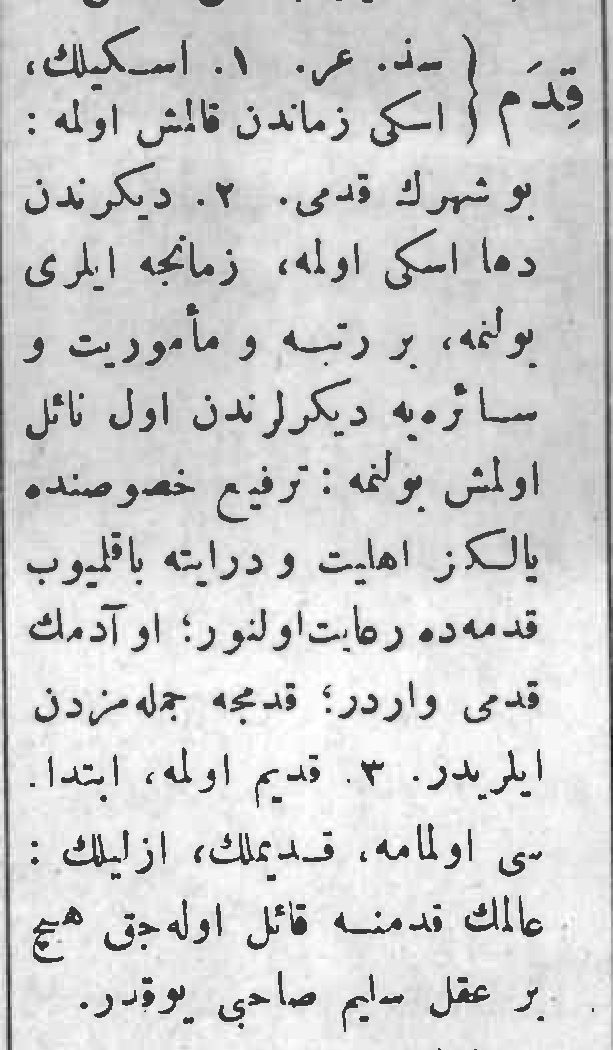 قِدَم { سذ. عر. ١. اسکیلك،
اسکی زماندن قالمش اولمه :
بو شهرك قدمی. ٢. دیکرندن
دها اسکی اولمه، زمانجه ایلری
بولنمه، بر رتبه و مأموریت و
سائره‌یه دیکرلرندن اول نائل
اولمش بولنمه : ترفیع خصوصنده
یالکز اهلیت و درایته باقلمیوب
قدمه‌ده رعایت اولنور؛ او آدمك
قدمی واردر؛ قدمجه جمله‌مزدن
ایلریدر. ٣. قدیم اولمه، ابتدا.
سی اولمامه، قدیملك، ازلیلك :
عالمك قدمنه قائل اوله‌جق هیچ
بر عقل سلیم صاحبی یوقدر.